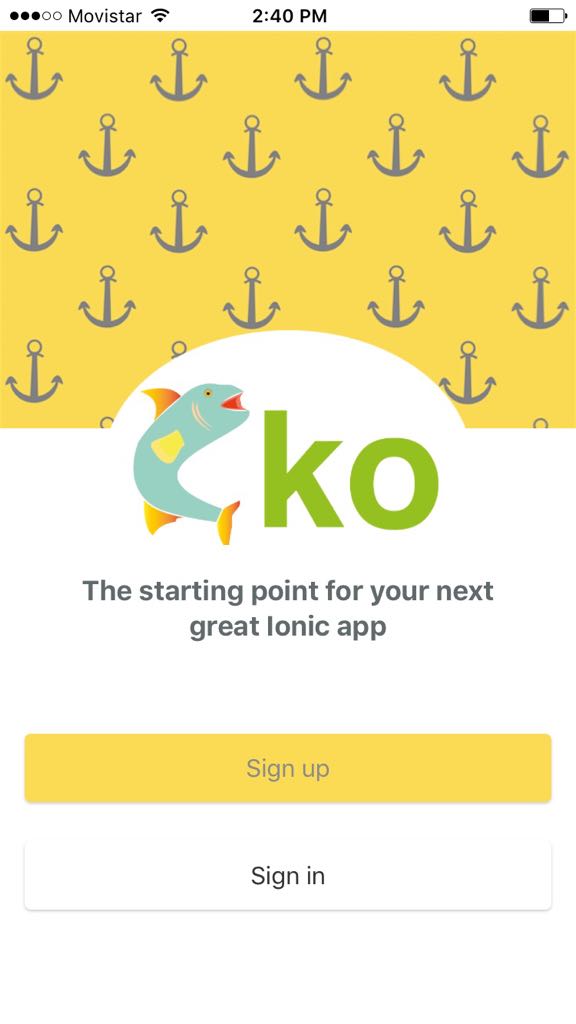 Movistar 2:40 PM
ko
The starting point for your next
great Ionic app
Sign up
Sign in